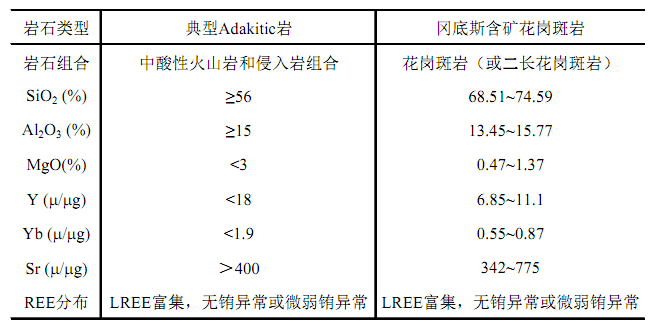 岩石类型 典型Adakitic岩 冈底斯含矿花岗斑岩
岩石组合 中酸性火山岩和侵入岩组合 花岗斑岩（或二长花岗斑岩）
SiO₂ (%) ≥56 68.51~74.59
Al₂O₃ (%) ≥15 13.45~15.77
MgO(%) <3 0.47~1.37
Y (μ/μg) <18 6.85~11.1
Yb (μ/μg) <1.9 0.55~0.87
Sr (μ/μg) ＞400 342~775
REE分布 LREE富集，无销异常或微弱销异常 LREE富集，无销异常或微弱销异常